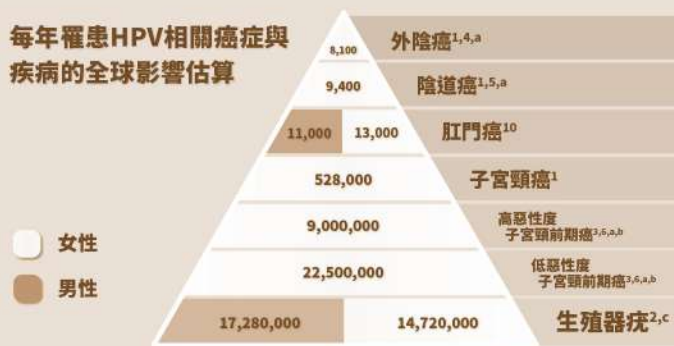 每年罹患HPV相關癌症與
疾病的全球影響估算
8,100
外陰癌1,4,a
9,400
陰道癌1,5,a
11,000
13,000
肛門癌10
528,000
子宮頸癌1
9,000,000
高惡性度
子宮頸前期癌3,6,a,b
22,500,000
低惡性度
子宮頸前期癌3,6,a,b
17,280,000
14,720,000
生殖器疣2,c
女性
男性